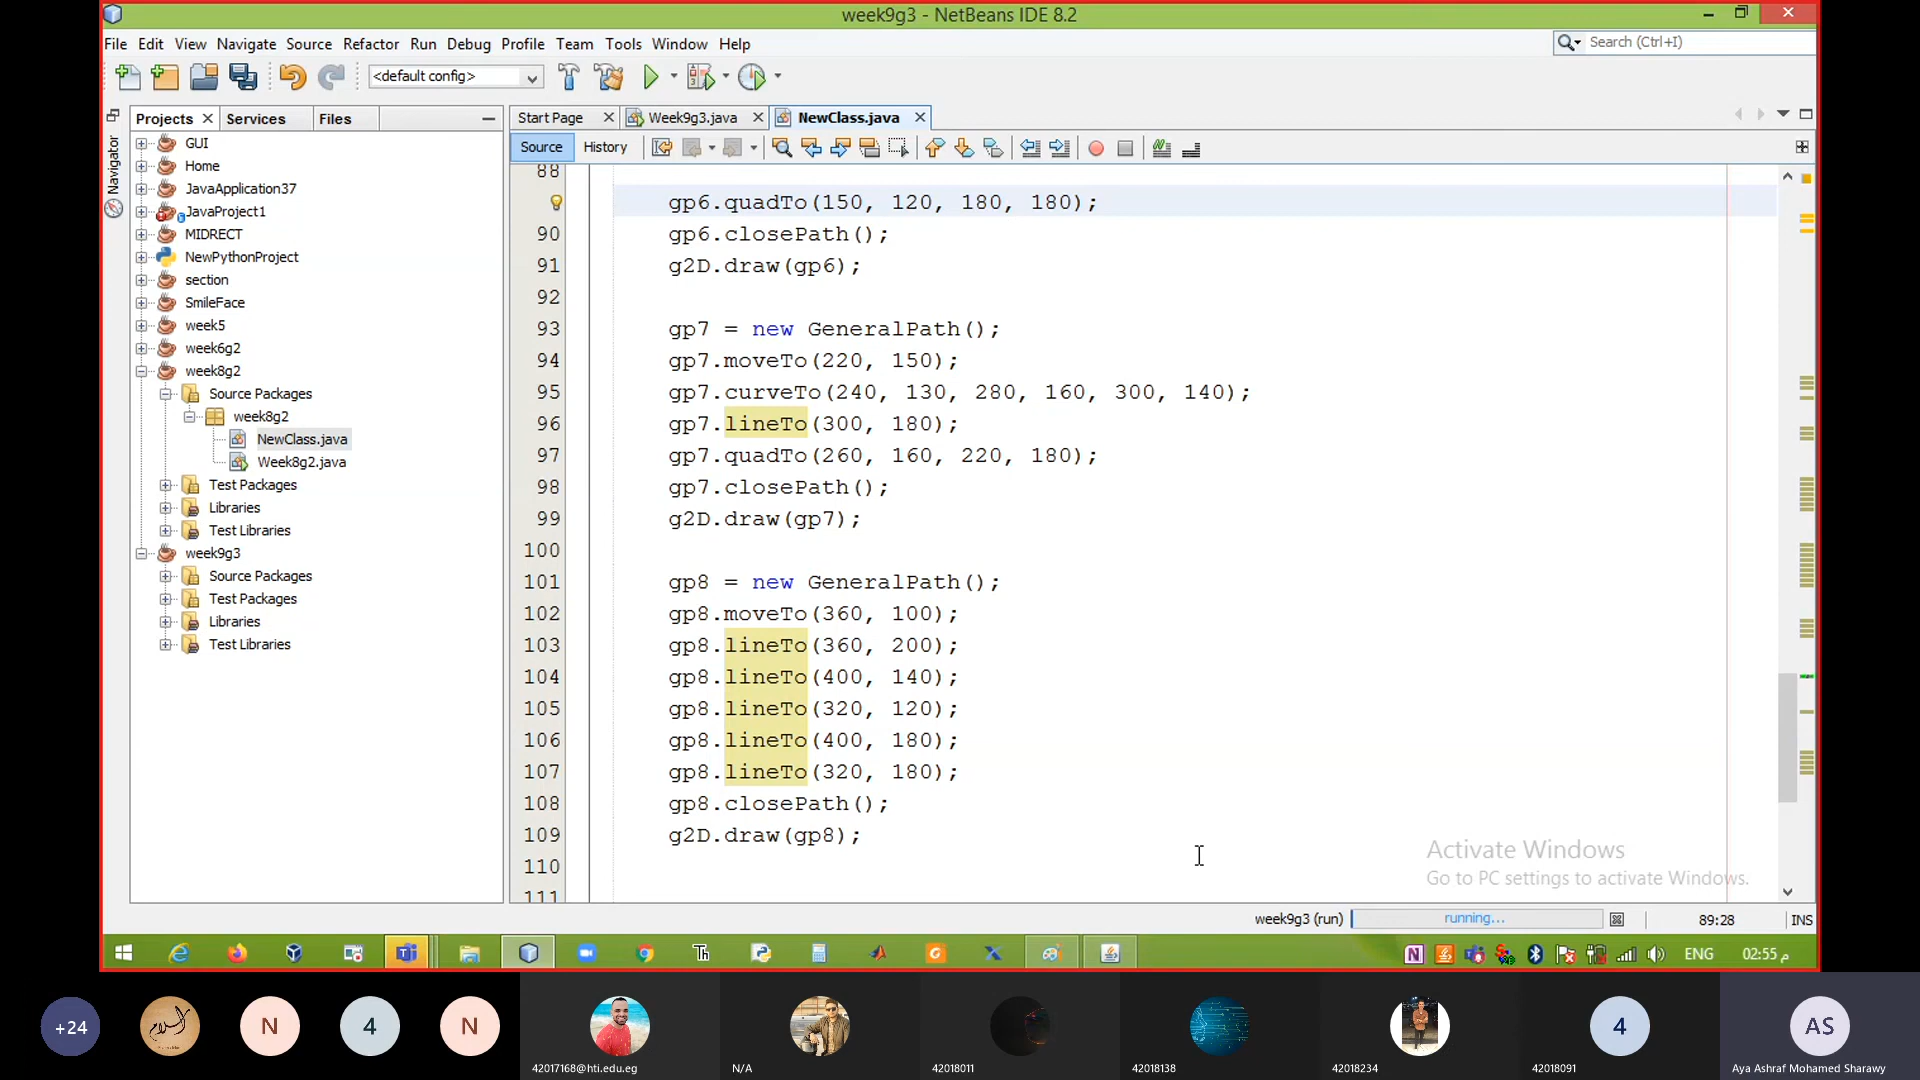 week9g3 - NetBeans IDE 8.2
File Edit View Navigate Source Refactor Run Debug Profile Team Tools Window Help
Search (Ctrl+I)
<default config>
Projects Services Files
Start Page Week9g3.java NewClass.java
Source History
Navigator
GUI
Home
JavaApplication37
JavaProject1
MIDRECT
NewPythonProject
section
SmileFace
week5
week6g2
week8g2
Source Packages
week8g2
NewClass.java
Week8g2.java
Test Packages
Libraries
Test Libraries
week9g3
Source Packages
Test Packages
Libraries
Test Libraries
88
gp6.quadTo(150, 120, 180, 180);
90 gp6.closePath();
91 g2D.draw(gp6);
92
93 gp7 = new GeneralPath();
94 gp7.moveTo(220, 150);
95 gp7.curveTo(240, 130, 280, 160, 300, 140);
96 gp7.lineTo(300, 180);
97 gp7.quadTo(260, 160, 220, 180);
98 gp7.closePath();
99 g2D.draw(gp7);
100
101 gp8 = new GeneralPath();
102 gp8.moveTo(360, 100);
103 gp8.lineTo(360, 200);
104 gp8.lineTo(400, 140);
105 gp8.lineTo(320, 120);
106 gp8.lineTo(400, 180);
107 gp8.lineTo(320, 180);
108 gp8.closePath();
109 g2D.draw(gp8);
110
111
Activate Windows
Go to PC settings to activate Windows.
week9g3 (run) running... 89:28 INS
Th
ENG 02:55 م
+24 N 4 N 4 AS
42017168@hti.edu.eg N/A 42018011 42018138 42018234 42018091 Aya Ashraf Mohamed Sharawy